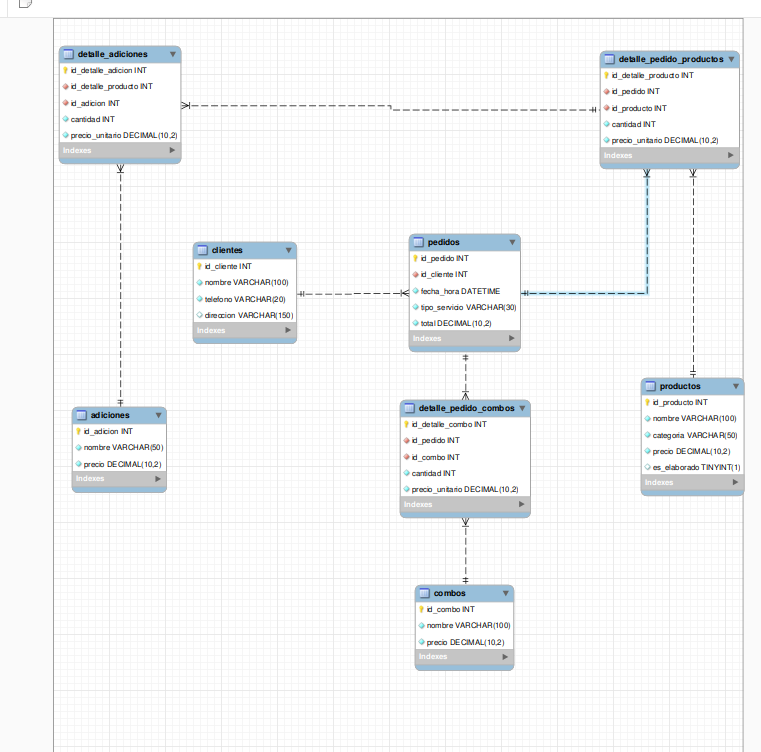 detalle_adiciones
id_detalle_adicion INT
id_detalle_producto INT
id_adicion INT
cantidad INT
precio_unitario DECIMAL(10,2)
Indexes
detalle_pedido_productos
id_detalle_producto INT
id_pedido INT
id_producto INT
cantidad INT
precio_unitario DECIMAL(10,2)
Indexes
clientes
id_cliente INT
nombre VARCHAR(100)
telefono VARCHAR(20)
direccion VARCHAR(150)
Indexes
pedidos
id_pedido INT
id_cliente INT
fecha_hora DATETIME
tipo_servicio VARCHAR(30)
total DECIMAL(10,2)
Indexes
adiciones
id_adicion INT
nombre VARCHAR(50)
precio DECIMAL(10,2)
Indexes
detalle_pedido_combos
id_detalle_combo INT
id_pedido INT
id_combo INT
cantidad INT
precio_unitario DECIMAL(10,2)
Indexes
productos
id_producto INT
nombre VARCHAR(100)
categoria VARCHAR(50)
precio DECIMAL(10,2)
es_elaborado TINYINT(1)
Indexes
combos
id_combo INT
nombre VARCHAR(100)
precio DECIMAL(10,2)
Indexes